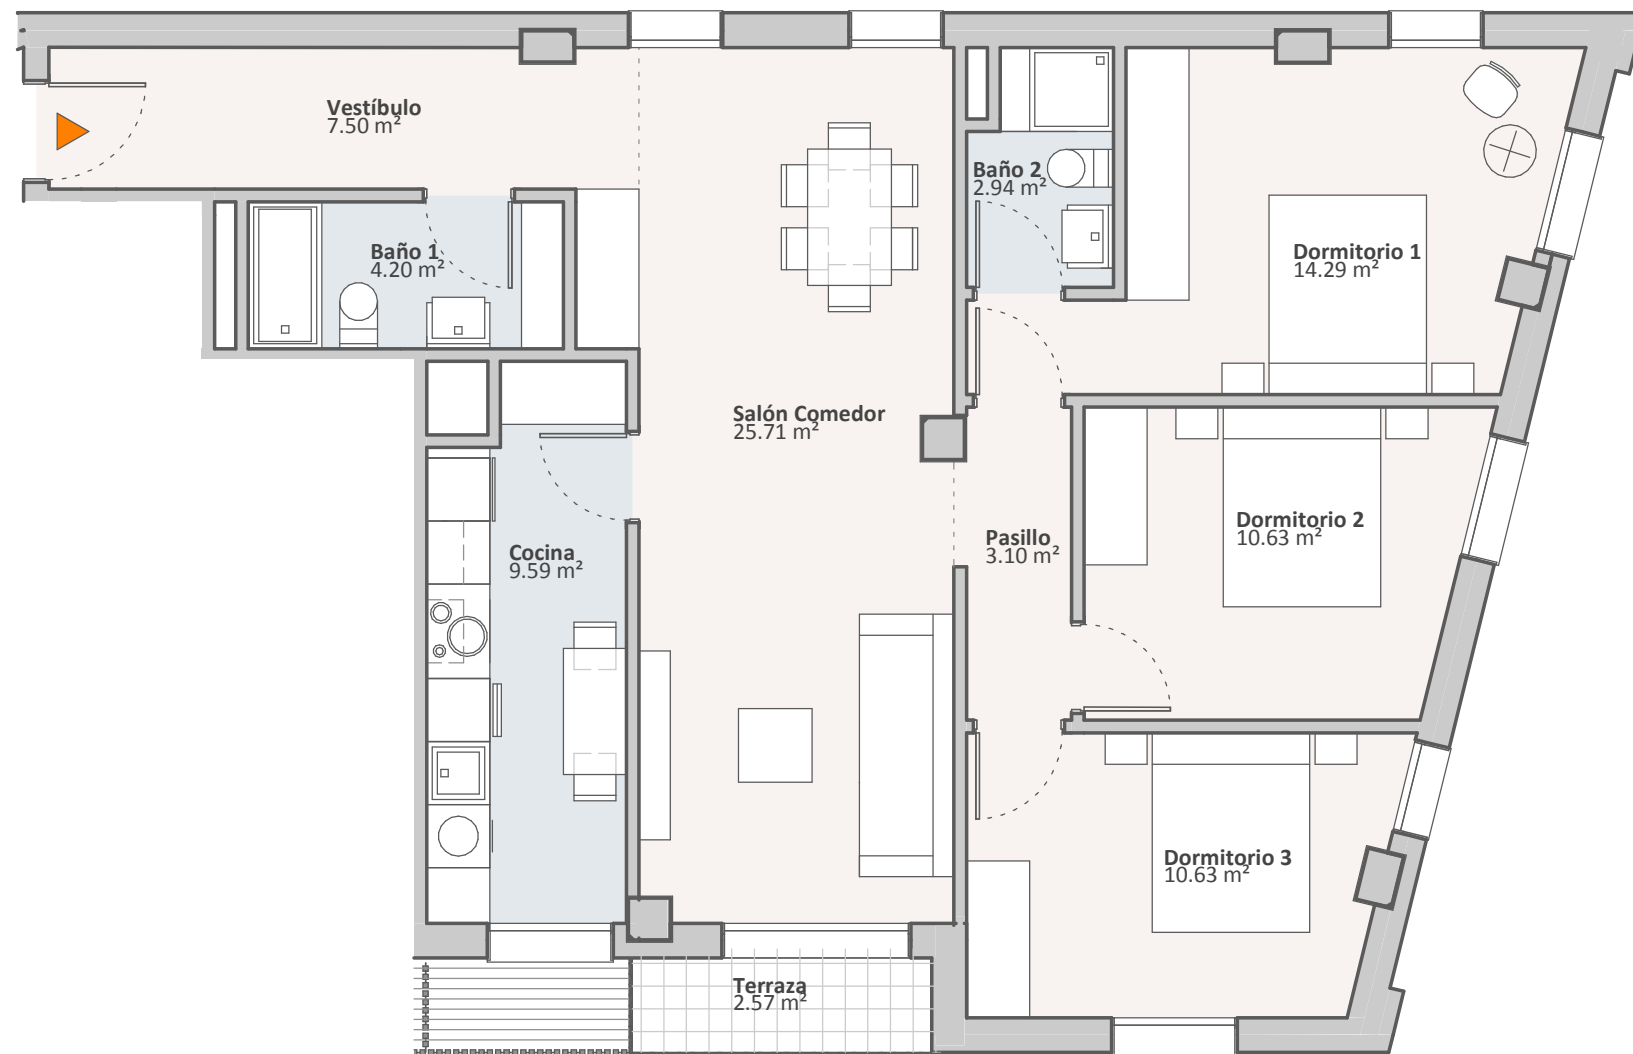 Vestíbulo
7.50 m²
Baño 1
4.20 m²
Baño 2
2.94 m²
Dormitorio 1
14.29 m²
Salón Comedor
25.71 m²
Cocina
9.59 m²
Pasillo
3.10 m²
Dormitorio 2
10.63 m²
Dormitorio 3
10.63 m²
Terraza
2.57 m²